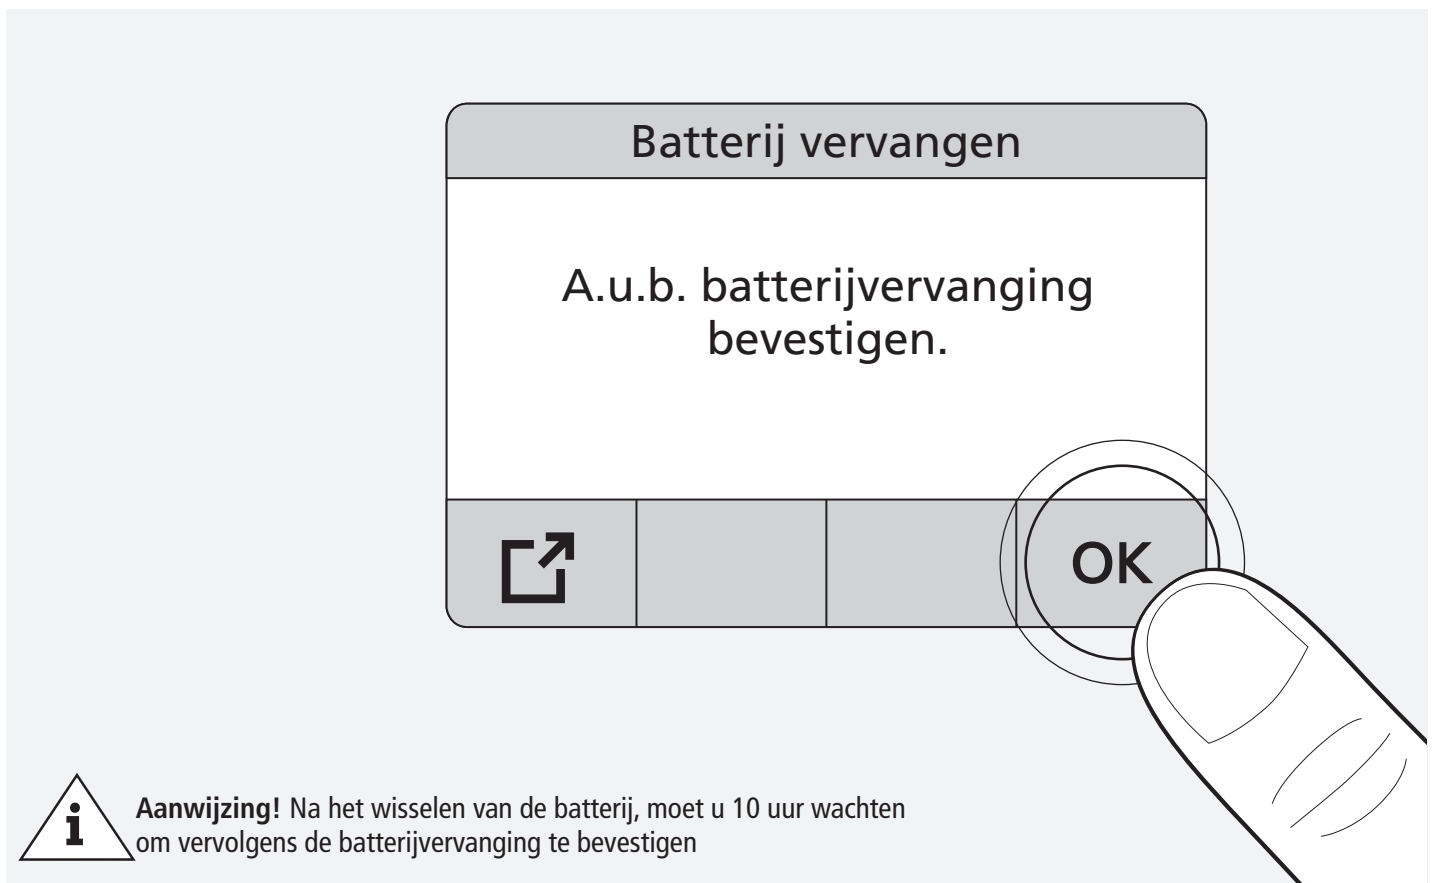 Batterij vervangen
A.u.b. batterijvervanging
bevestigen.
OK
i
Aanwijzing! Na het wisselen van de batterij, moet u 10 uur wachten
om vervolgens de batterijvervanging te bevestigen